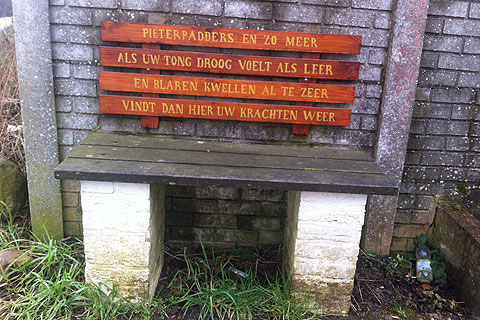 PIETERPADDERS EN ZO MEER
ALS UW TONG DROOG VOELT ALS LEER
EN BLAREN KWELLEN AL TE ZEER
VINDT DAN HIER UW KRACHTEN WEER